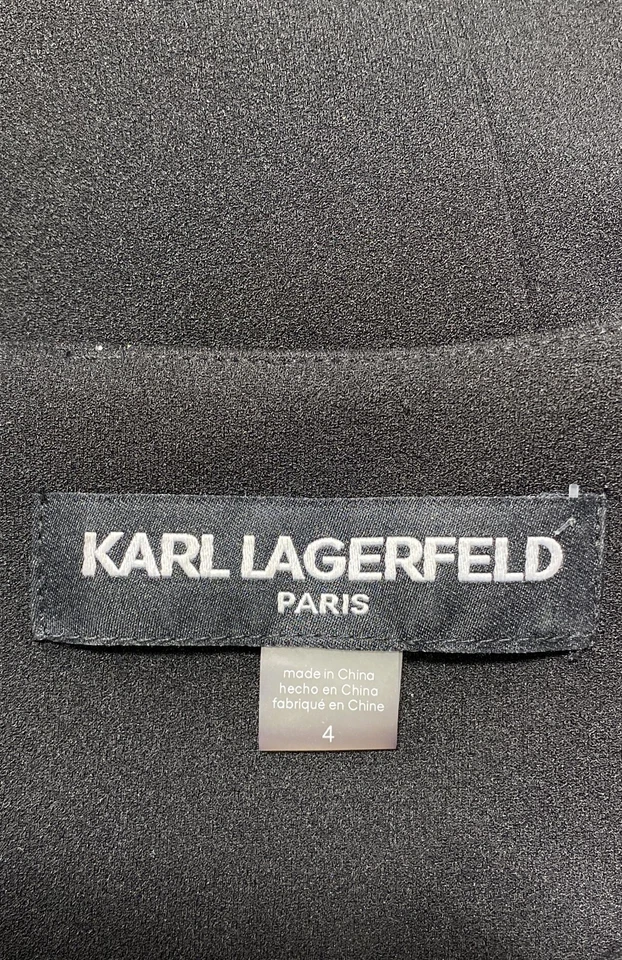 KARL LAGERFELD
PARIS
made in China
hecho en China
fabriqué en Chine
4